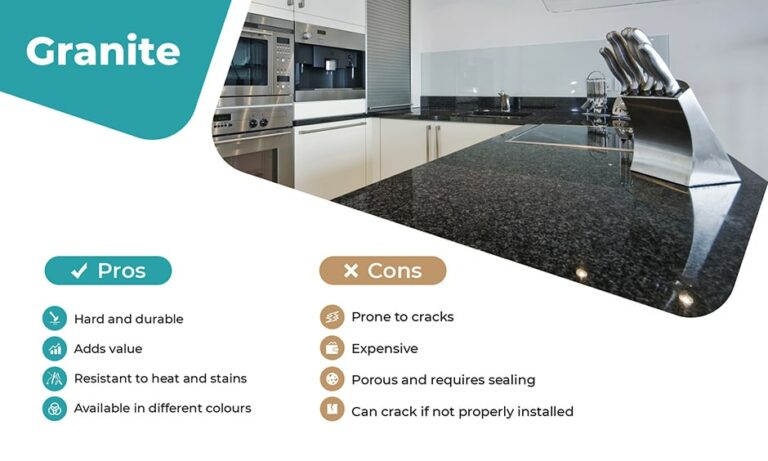 Granite
Pros
Hard and durable
Adds value
Resistant to heat and stains
Available in different colours
Cons
Prone to cracks
Expensive
Porous and requires sealing
Can crack if not properly installed